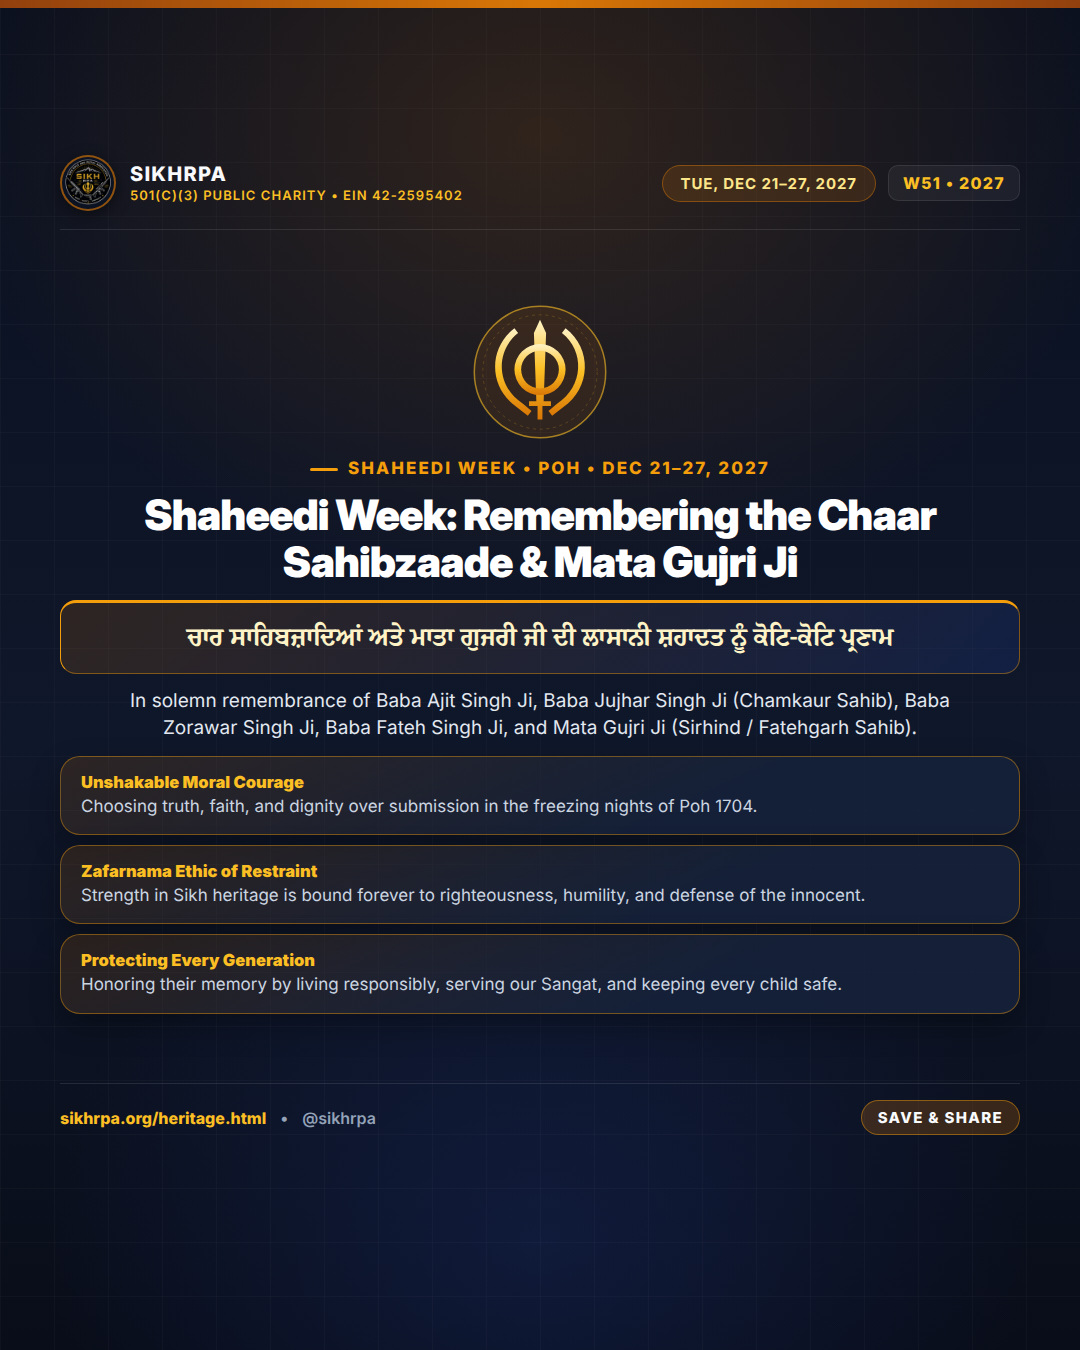 SIKH
SIKHRPA
501(C)(3) PUBLIC CHARITY • EIN 42-2595402
TUE, DEC 21–27, 2027
W51 • 2027
SHAHEEDI WEEK • POH • DEC 21–27, 2027
Shaheedi Week: Remembering the Chaar
Sahibzaade & Mata Gujri Ji
ਚਾਰ ਸਾਹਿਬਜ਼ਾਦਿਆਂ ਅਤੇ ਮਾਤਾ ਗੁਜਰੀ ਜੀ ਦੀ ਲਾਸਾਨੀ ਸ਼ਹਾਦਤ ਨੂੰ ਕੋਟਿ-ਕੋਟਿ ਪ੍ਰਣਾਮ
In solemn remembrance of Baba Ajit Singh Ji, Baba Jujhar Singh Ji (Chamkaur Sahib), Baba
Zorawar Singh Ji, Baba Fateh Singh Ji, and Mata Gujri Ji (Sirhind / Fatehgarh Sahib).
Unshakable Moral Courage
Choosing truth, faith, and dignity over submission in the freezing nights of Poh 1704.
Zafarnama Ethic of Restraint
Strength in Sikh heritage is bound forever to righteousness, humility, and defense of the innocent.
Protecting Every Generation
Honoring their memory by living responsibly, serving our Sangat, and keeping every child safe.
sikhrpa.org/heritage.html • @sikhrpa
SAVE & SHARE